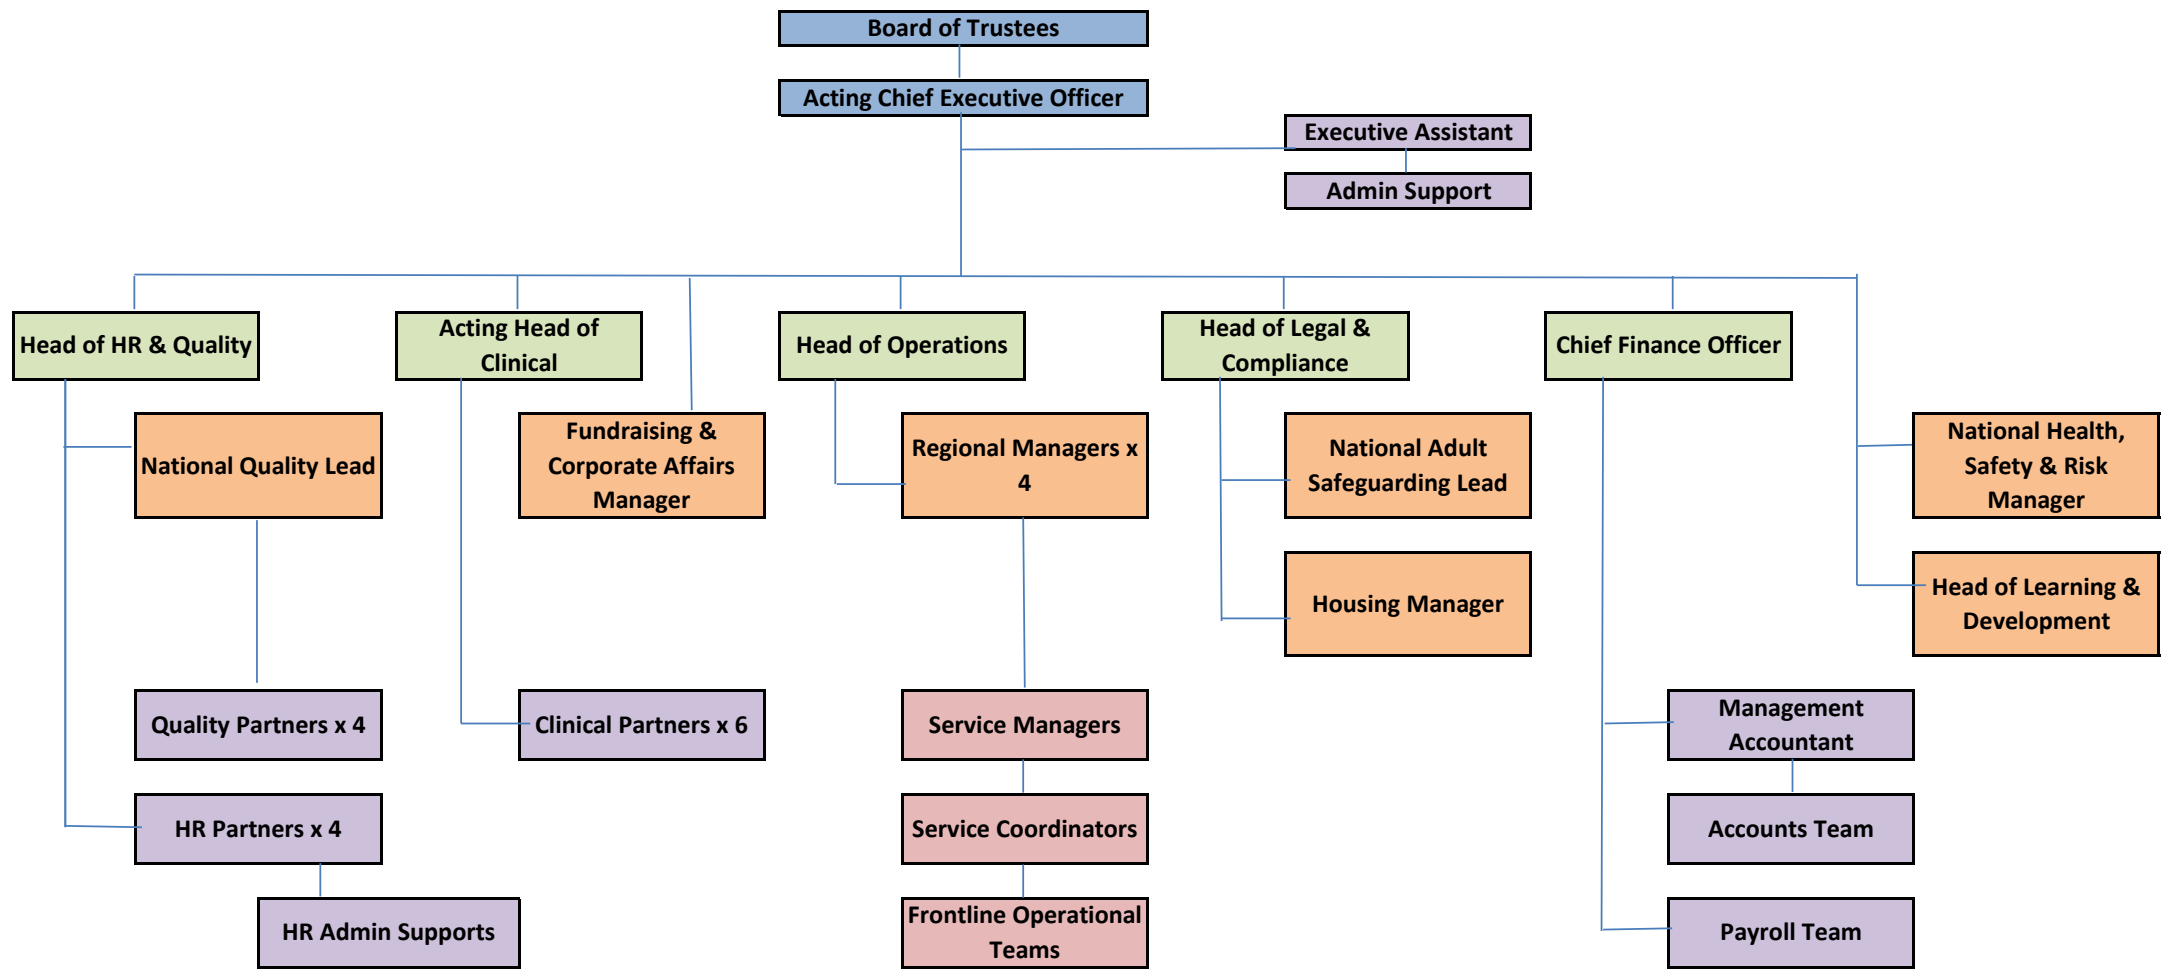 Board of Trustees
Acting Chief Executive Officer
Executive Assistant
Admin Support
Head of HR & Quality
Acting Head of
Clinical
Head of Operations
Head of Legal &
Compliance
Chief Finance Officer
National Quality Lead
Fundraising &
Corporate Affairs
Manager
Regional Managers x
4
National Adult
Safeguarding Lead
National Health,
Safety & Risk
Manager
Housing Manager
Head of Learning &
Development
Quality Partners x 4
Clinical Partners x 6
Service Managers
Management
Accountant
HR Partners x 4
Service Coordinators
Accounts Team
HR Admin Supports
Frontline Operational
Teams
Payroll Team